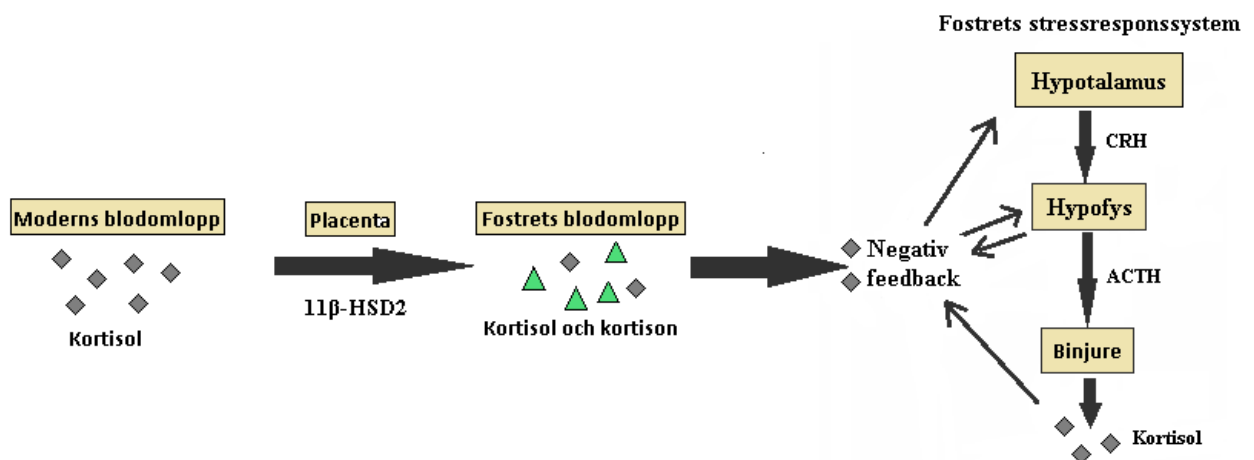 Fostrets stressresponssystem
Hypotalamus
CRH
Moderns blodomlopp
Placenta
Fostrets blodomlopp
Hypofys
Negativ
feedback
11β-HSD2
ACTH
Kortisol
Kortisol och kortison
Binjure
Kortisol